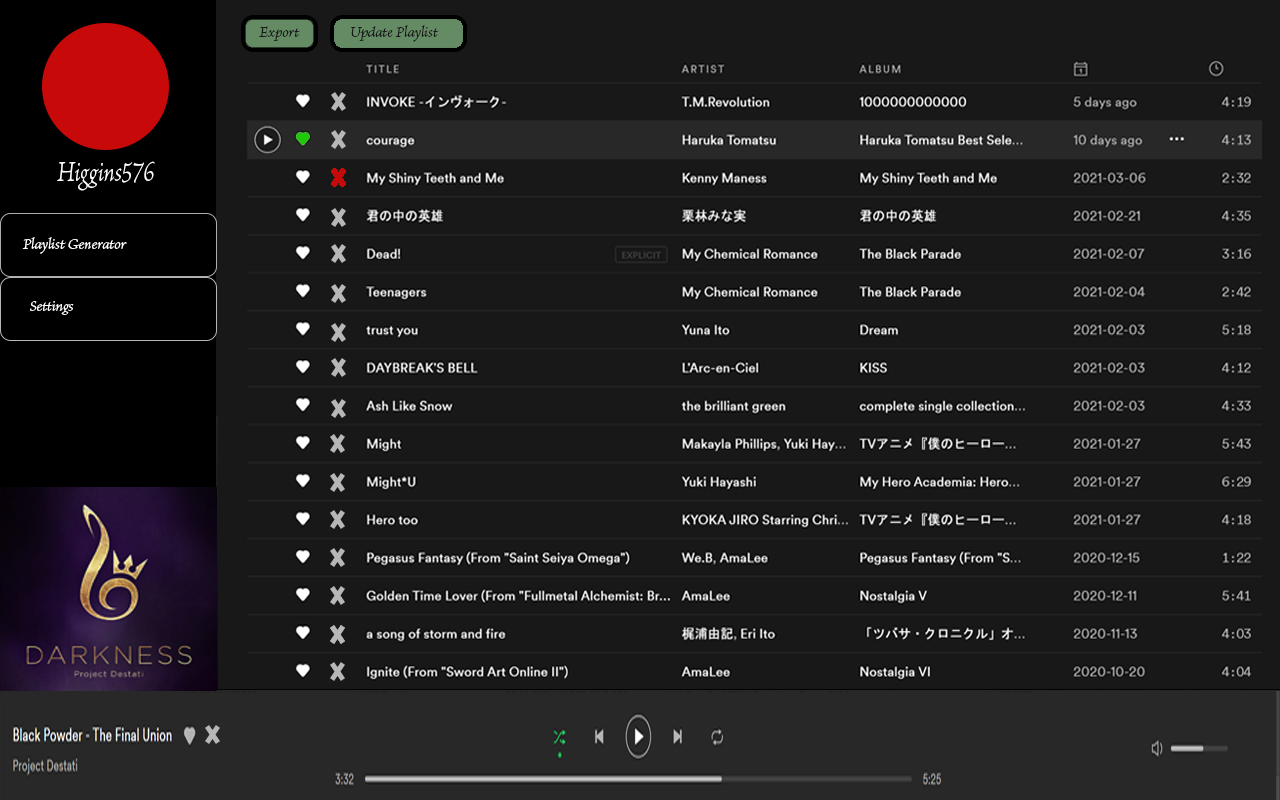 Export Update Playlist
Higgins576
Playlist Generator
Settings
DARKNESS
Project Destati
TITLE ARTIST ALBUM
INVOKE -インヴォーク- T.M.Revolution 1000000000000 5 days ago 4:19
courage Haruka Tomatsu Haruka Tomatsu Best Sele... 10 days ago ••• 4:13
My Shiny Teeth and Me Kenny Maness My Shiny Teeth and Me 2021-03-06 2:32
君の中の英雄 栗林みな実 君の中の英雄 2021-02-21 4:35
Dead! EXPLICIT My Chemical Romance The Black Parade 2021-02-07 3:16
Teenagers My Chemical Romance The Black Parade 2021-02-04 2:42
trust you Yuna Ito Dream 2021-02-03 5:18
DAYBREAK'S BELL L'Arc-en-Ciel KISS 2021-02-03 4:12
Ash Like Snow the brilliant green complete single collection... 2021-02-03 4:33
Might Makayla Phillips, Yuki Hay... TVアニメ『僕のヒーロー... 2021-01-27 5:43
Might*U Yuki Hayashi My Hero Academia: Hero... 2021-01-27 6:29
Hero too KYOKA JIRO Starring Chri... TVアニメ『僕のヒーロー... 2021-01-27 4:18
Pegasus Fantasy (From "Saint Seiya Omega") We.B, AmaLee Pegasus Fantasy (From "S... 2020-12-15 1:22
Golden Time Lover (From "Fullmetal Alchemist: Br... AmaLee Nostalgia V 2020-12-11 5:41
a song of storm and fire 梶浦由記, Eri Ito 「ツバサ・クロニクル」オ... 2020-11-13 4:03
Ignite (From "Sword Art Online II") AmaLee Nostalgia VI 2020-10-20 4:04
Black Powder - The Final Union
Project Destati
3:32 5:25